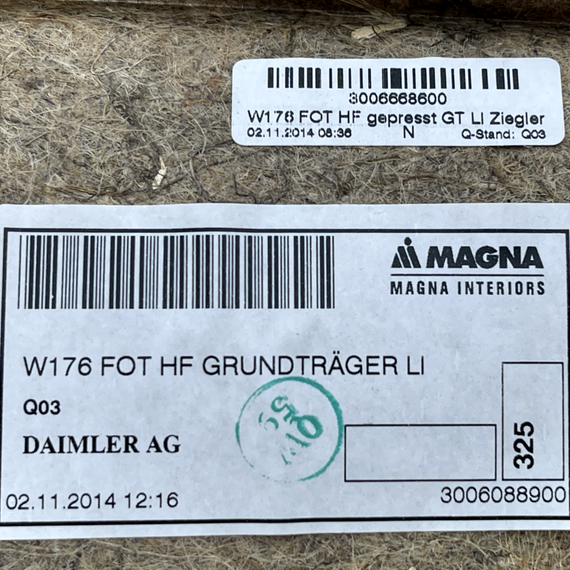 3006668600
W176 FOT HF gepresst GT LI Ziegler
02.11.2014 08:36 N Q-Stand: Q03
MAGNA
MAGNA INTERIORS
W176 FOT HF GRUNDTRÄGER LI
Q03
DAIMLER AG
325
02.11.2014 12:16
3006088900